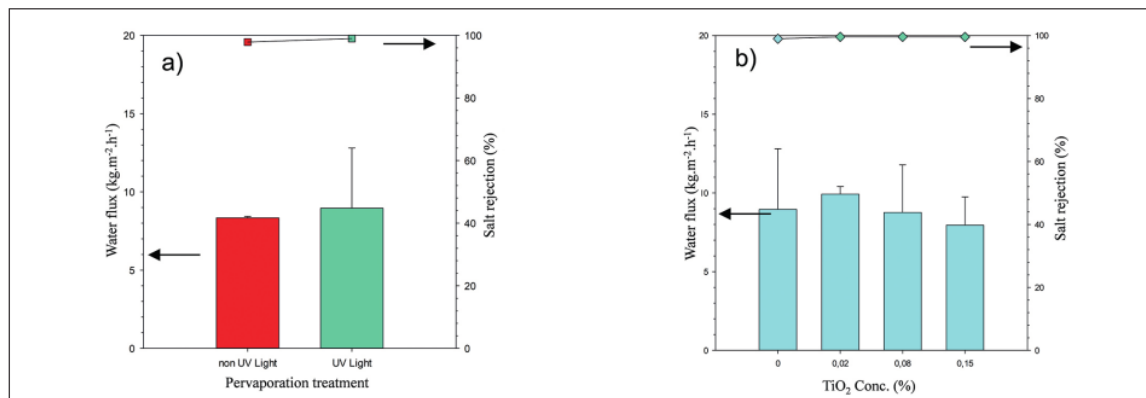 a)
20
15
10
5
0
Water flux (kg.m⁻².h⁻¹)
100
80
60
40
20
0
Salt rejection (%)
non UV Light
UV Light
Pervaporation treatment
b)
20
15
10
5
0
Water flux (kg.m⁻².h⁻¹)
100
80
60
40
20
0
Salt rejection (%)
0
0,02
0,08
0,15
TiO₂ Conc. (%)